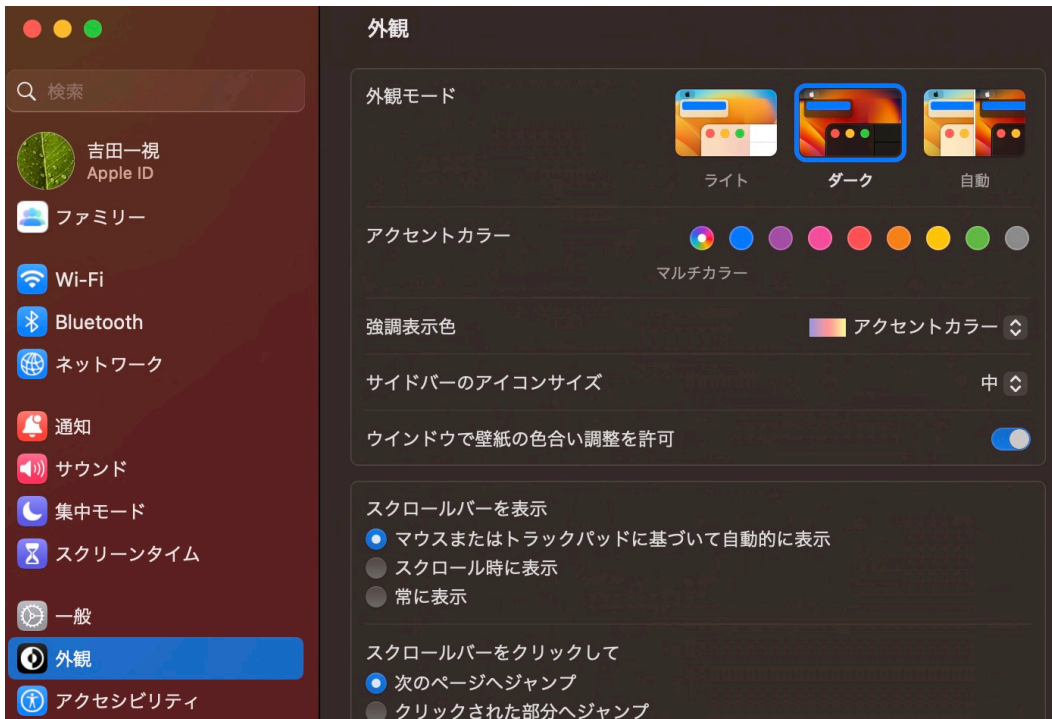 外観
検索
吉田一視
Apple ID
ファミリー
Wi-Fi
Bluetooth
ネットワーク
通知
サウンド
集中モード
スクリーンタイム
一般
外観
アクセシビリティ
外観モード
ライト
ダーク
自動
アクセントカラー
マルチカラー
強調表示色
アクセントカラー
サイドバーのアイコンサイズ
中
ウインドウで壁紙の色合い調整を許可
スクロールバーを表示
マウスまたはトラックパッドに基づいて自動的に表示
スクロール時に表示
常に表示
スクロールバーをクリックして
次のページへジャンプ
クリックされた部分へジャンプ